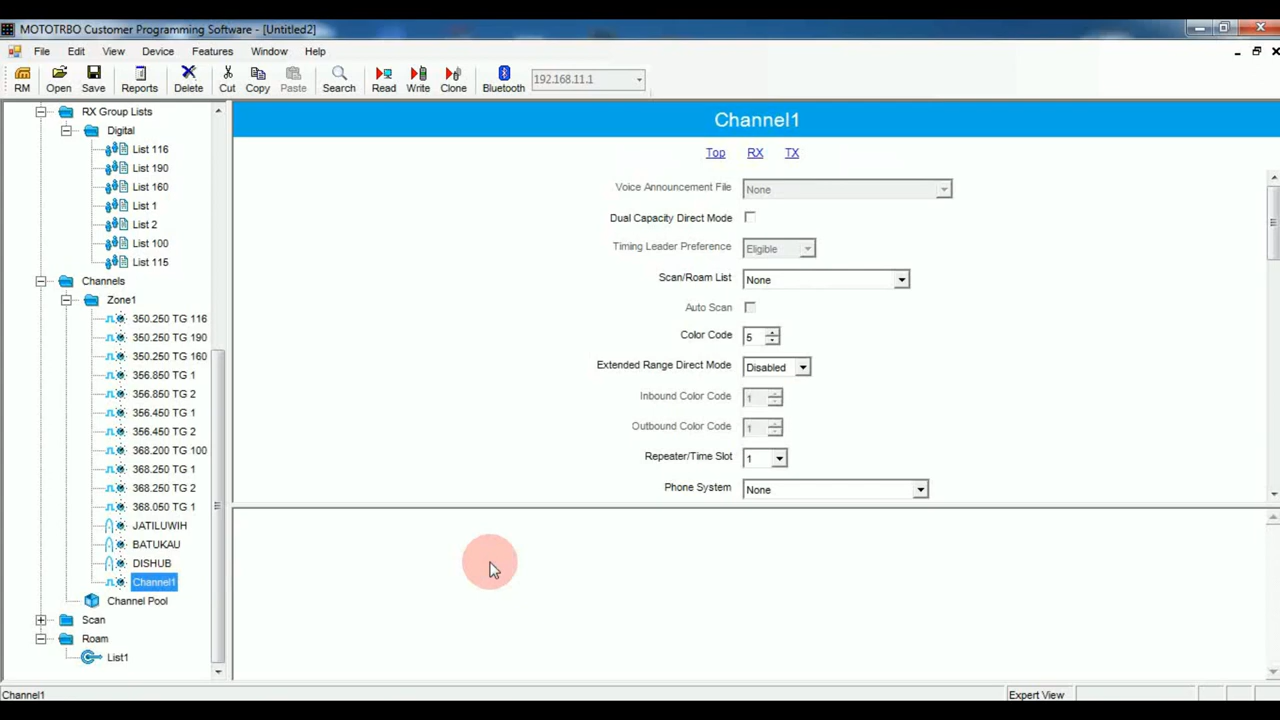 MOTOTRBO Customer Programming Software - [Untitled2]
File Edit View Device Features Window Help
RM Open Save Reports Delete Cut Copy Paste Search Read Write Clone Bluetooth 192.168.11.1
RX Group Lists
Digital
List 116
List 190
List 160
List 1
List 2
List 100
List 115
Channels
Zone1
350.250 TG 116
350.250 TG 190
350.250 TG 160
356.850 TG 1
356.850 TG 2
356.450 TG 1
356.450 TG 2
368.200 TG 100
368.250 TG 1
368.250 TG 2
368.050 TG 1
JATILUWIH
BATUKAU
DISHUB
Channel1
Channel Pool
Scan
Roam
List1
Channel1
Top RX TX
Voice Announcement File None
Dual Capacity Direct Mode
Timing Leader Preference Eligible
Scan/Roam List None
Auto Scan
Color Code 5
Extended Range Direct Mode Disabled
Inbound Color Code 1
Outbound Color Code 1
Repeater/Time Slot 1
Phone System None
Channel1
Expert View